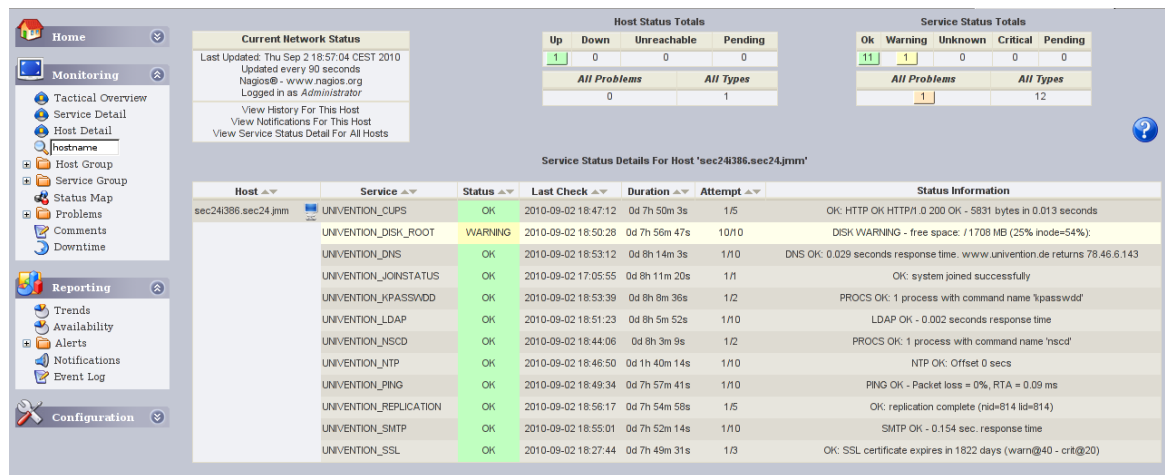 Home
Monitoring
Tactical Overview
Service Detail
Host Detail
hostname
Host Group
Service Group
Status Map
Problems
Comments
Downtime
Reporting
Trends
Availability
Alerts
Notifications
Event Log
Configuration
Current Network Status
Last Updated: Thu Sep 2 18:57:04 CEST 2010
Updated every 90 seconds
Nagios® - www.nagios.org
Logged in as Administrator
View History For This Host
View Notifications For This Host
View Service Status Detail For All Hosts
Host Status Totals
Up Down Unreachable Pending
1 0 0 0
All Problems All Types
0 1
Service Status Totals
Ok Warning Unknown Critical Pending
11 1 0 0 0
All Problems All Types
1 12
Service Status Details For Host 'sec24i386.sec24.jmm'
Host Service Status Last Check Duration Attempt Status Information
sec24i386.sec24.jmm UNIVENTION_CUPS OK 2010-09-02 18:47:12 0d 7h 50m 3s 1/5 OK: HTTP OK HTTP/1.0 200 OK - 5831 bytes in 0.013 seconds
UNIVENTION_DISK_ROOT WARNING 2010-09-02 18:50:28 0d 7h 56m 47s 10/10 DISK WARNING - free space: / 1708 MB (25% inode=54%):
UNIVENTION_DNS OK 2010-09-02 18:53:12 0d 8h 14m 3s 1/10 DNS OK: 0.029 seconds response time. www.univention.de returns 78.46.6.143
UNIVENTION_JOINSTATUS OK 2010-09-02 17:05:55 0d 8h 11m 20s 1/1 OK: system joined successfully
UNIVENTION_KPASSWDD OK 2010-09-02 18:53:39 0d 8h 8m 36s 1/2 PROCS OK: 1 process with command name 'kpasswdd'
UNIVENTION_LDAP OK 2010-09-02 18:51:23 0d 8h 5m 52s 1/10 LDAP OK - 0.002 seconds response time
UNIVENTION_NSCD OK 2010-09-02 18:44:06 0d 8h 3m 9s 1/2 PROCS OK: 1 process with command name 'nscd'
UNIVENTION_NTP OK 2010-09-02 18:46:50 0d 1h 40m 14s 1/10 NTP OK: Offset 0 secs
UNIVENTION_PING OK 2010-09-02 18:49:34 0d 7h 57m 41s 1/10 PING OK - Packet loss = 0%, RTA = 0.09 ms
UNIVENTION_REPLICATION OK 2010-09-02 18:56:17 0d 7h 54m 58s 1/5 OK: replication complete (nid=814 lid=814)
UNIVENTION_SMTP OK 2010-09-02 18:55:01 0d 7h 52m 14s 1/10 SMTP OK - 0.154 sec. response time
UNIVENTION_SSL OK 2010-09-02 18:27:44 0d 7h 49m 31s 1/3 OK: SSL certificate expires in 1822 days (warn@40 - crit@20)